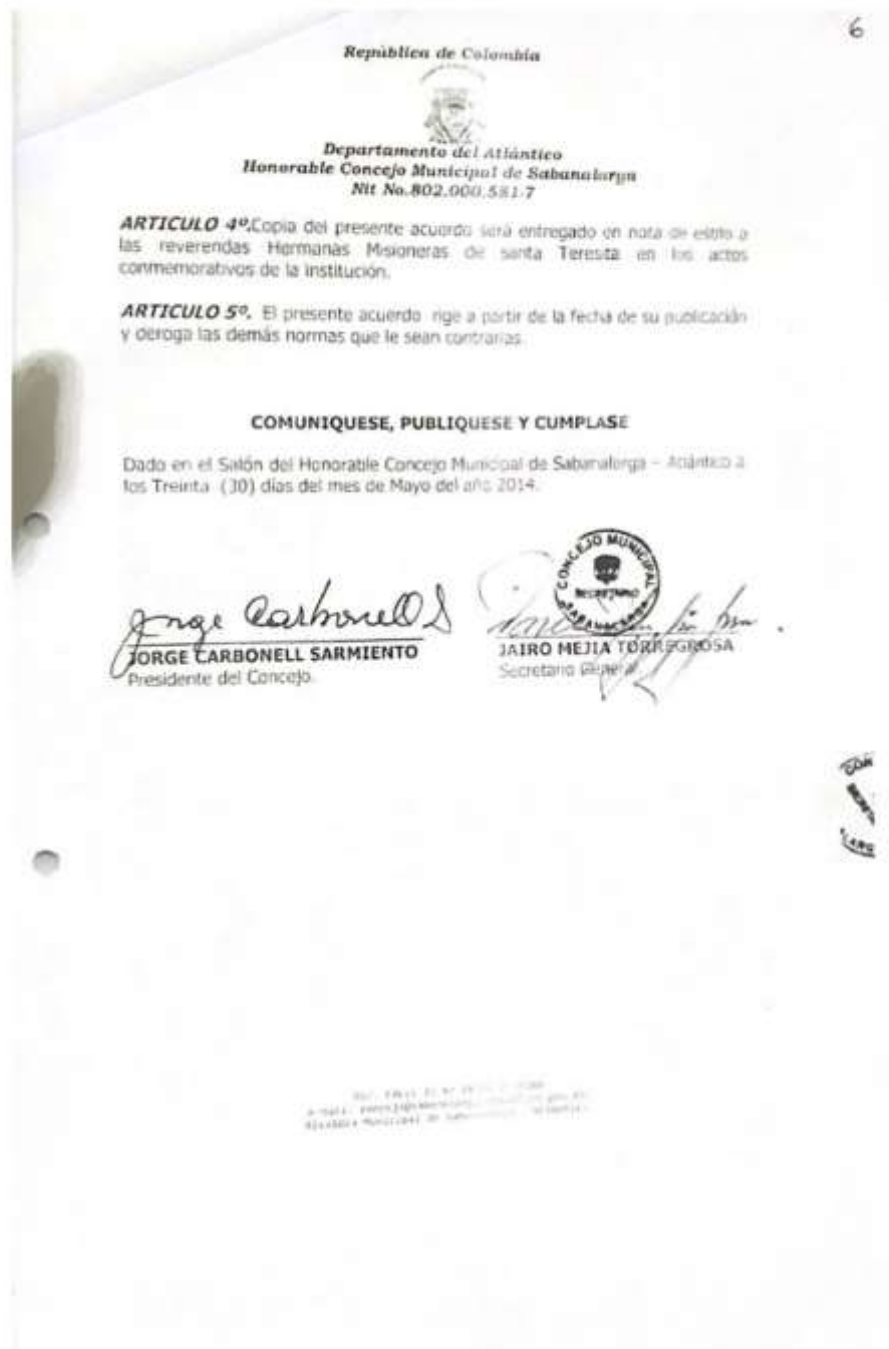 6
República de Colombia
Departamento del Atlántico
Honorable Concejo Municipal de Sabanalarga
Nit No.802.000.581-7
ARTICULO 4º.Copia del presente acuerdo será entregado en nota de estilo a
las reverendas Hermanas Misioneras de santa Teresita en los actos
conmemorativos de la institución.
ARTICULO 5º. El presente acuerdo rige a partir de la fecha de su publicación
y deroga las demás normas que le sean contrarias.
COMUNIQUESE, PUBLIQUESE Y CUMPLASE
Dado en el Salón del Honorable Concejo Municipal de Sabanalarga – Atlántico a
los Treinta (30) días del mes de Mayo del año 2014.
CONCEJO MUNICIPAL
SECRETARIO
SABANALARGA
Jorge Carbonell S
JORGE CARBONELL SARMIENTO
Presidente del Concejo.
JAIRO MEJIA TORREGROSA
Secretario General
CON
LARG